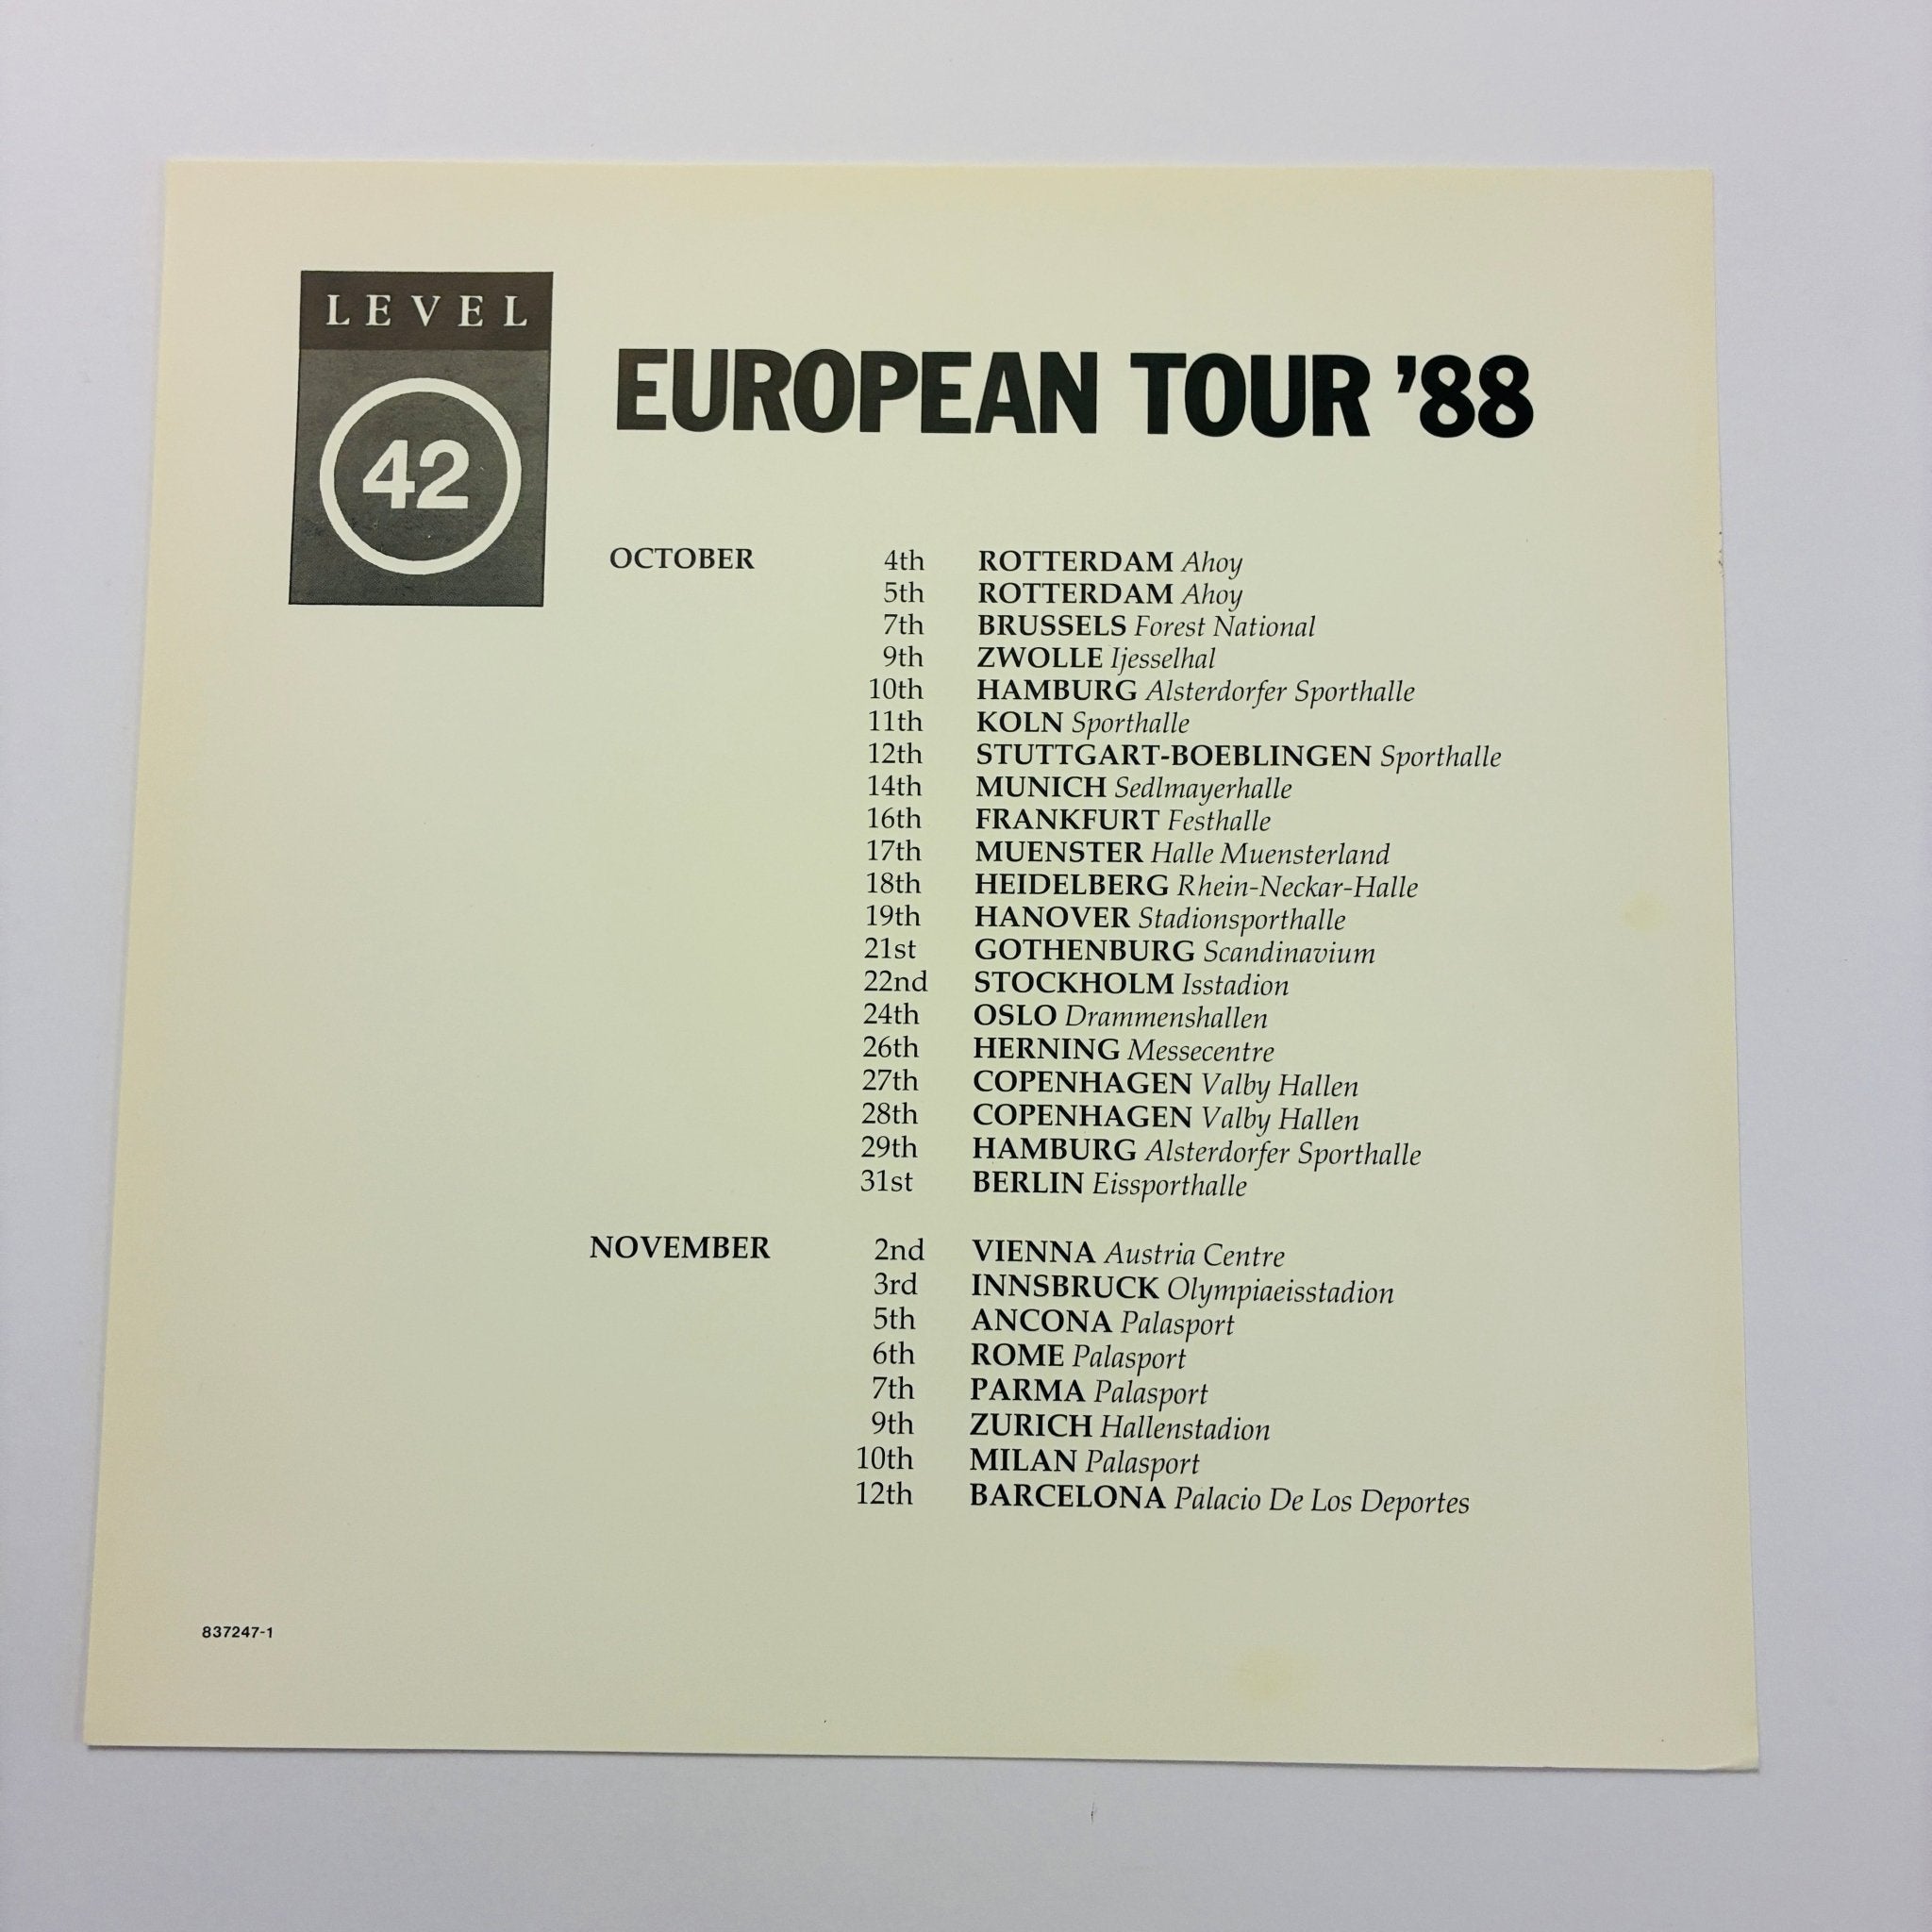 LEVEL
42
EUROPEAN TOUR '88
OCTOBER 4th ROTTERDAM Ahoy
5th ROTTERDAM Ahoy
7th BRUSSELS Forest National
9th ZWOLLE Ijesselhal
10th HAMBURG Alsterdorfer Sporthalle
11th KOLN Sporthalle
12th STUTTGART-BOEBLINGEN Sporthalle
14th MUNICH Sedlmayerhalle
16th FRANKFURT Festhalle
17th MUENSTER Halle Muensterland
18th HEIDELBERG Rhein-Neckar-Halle
19th HANOVER Stadionsporthalle
21st GOTHENBURG Scandinavium
22nd STOCKHOLM Isstadion
24th OSLO Drammenshallen
26th HERNING Messecentre
27th COPENHAGEN Valby Hallen
28th COPENHAGEN Valby Hallen
29th HAMBURG Alsterdorfer Sporthalle
31st BERLIN Eissporthalle
NOVEMBER 2nd VIENNA Austria Centre
3rd INNSBRUCK Olympiaeisstadion
5th ANCONA Palasport
6th ROME Palasport
7th PARMA Palasport
9th ZURICH Hallenstadion
10th MILAN Palasport
12th BARCELONA Palacio De Los Deportes
837247-1